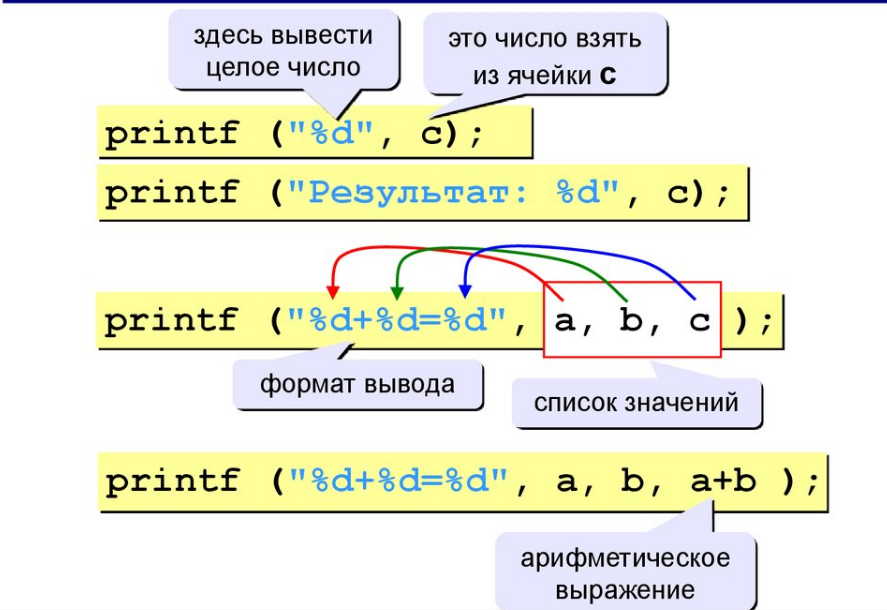 здесь вывести
целое число
это число взять
из ячейки c
printf ("%d", c);
printf ("Результат: %d", c);
printf ("%d+%d=%d", a, b, c );
формат вывода
список значений
printf ("%d+%d=%d", a, b, a+b );
арифметическое
выражение